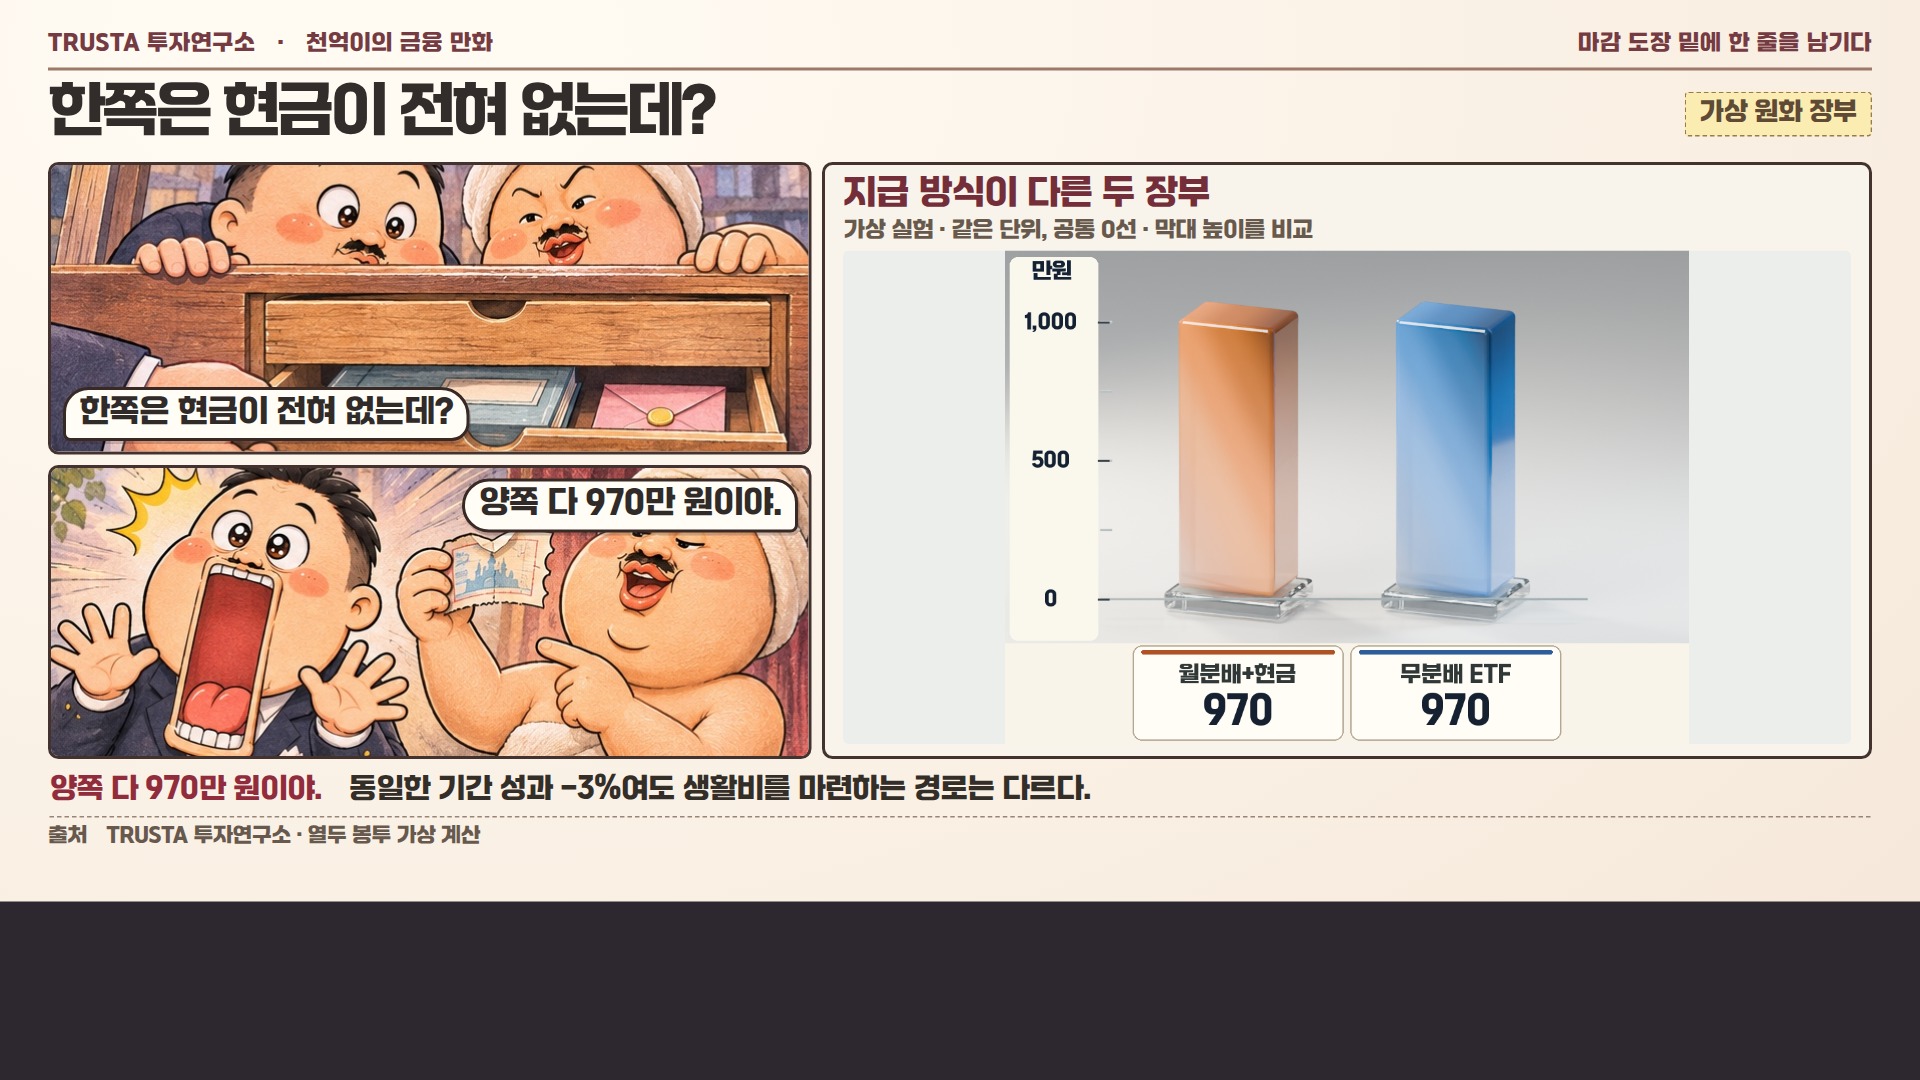 TRUSTA 투자연구소 · 천억이의 금융 만화
마감 도장 밑에 한 줄을 남기다
한쪽은 현금이 전혀 없는데?
가상 원화 장부
한쪽은 현금이 전혀 없는데?
양쪽 다 970만 원이야.
지급 방식이 다른 두 장부
가상 실험 · 같은 단위, 공통 0선 · 막대 높이를 비교
만원
1,000
500
0
월분배+현금
970
무분배 ETF
970
양쪽 다 970만 원이야. 동일한 기간 성과 -3%여도 생활비를 마련하는 경로는 다르다.
출처 TRUSTA 투자연구소 · 열두 봉투 가상 계산